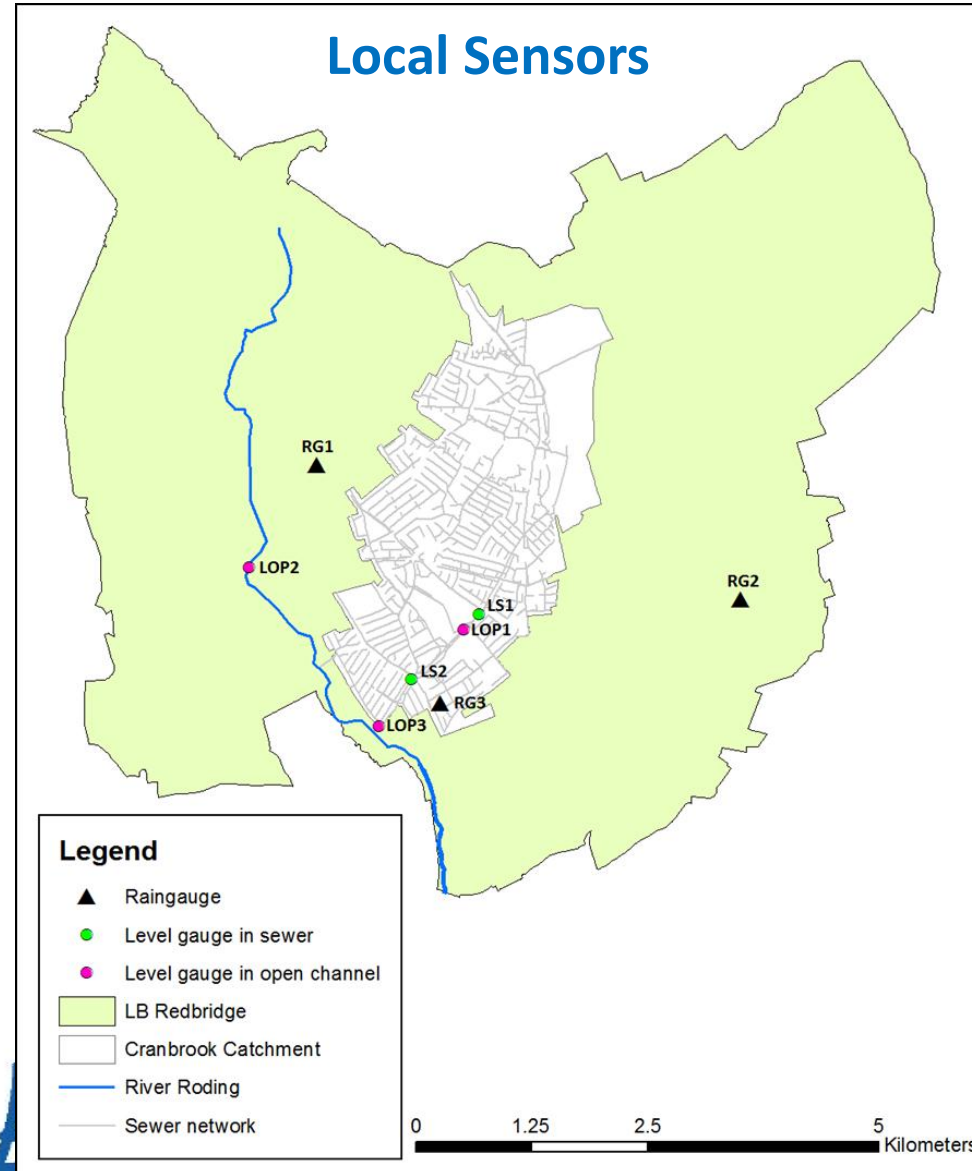 Local Sensors
RG1
LOP2
RG2
LS1
LOP1
LS2
RG3
LOP3
Legend
Raingauge
Level gauge in sewer
Level gauge in open channel
LB Redbridge
Cranbrook Catchment
River Roding
Sewer network
0 1.25 2.5 5
Kilometers